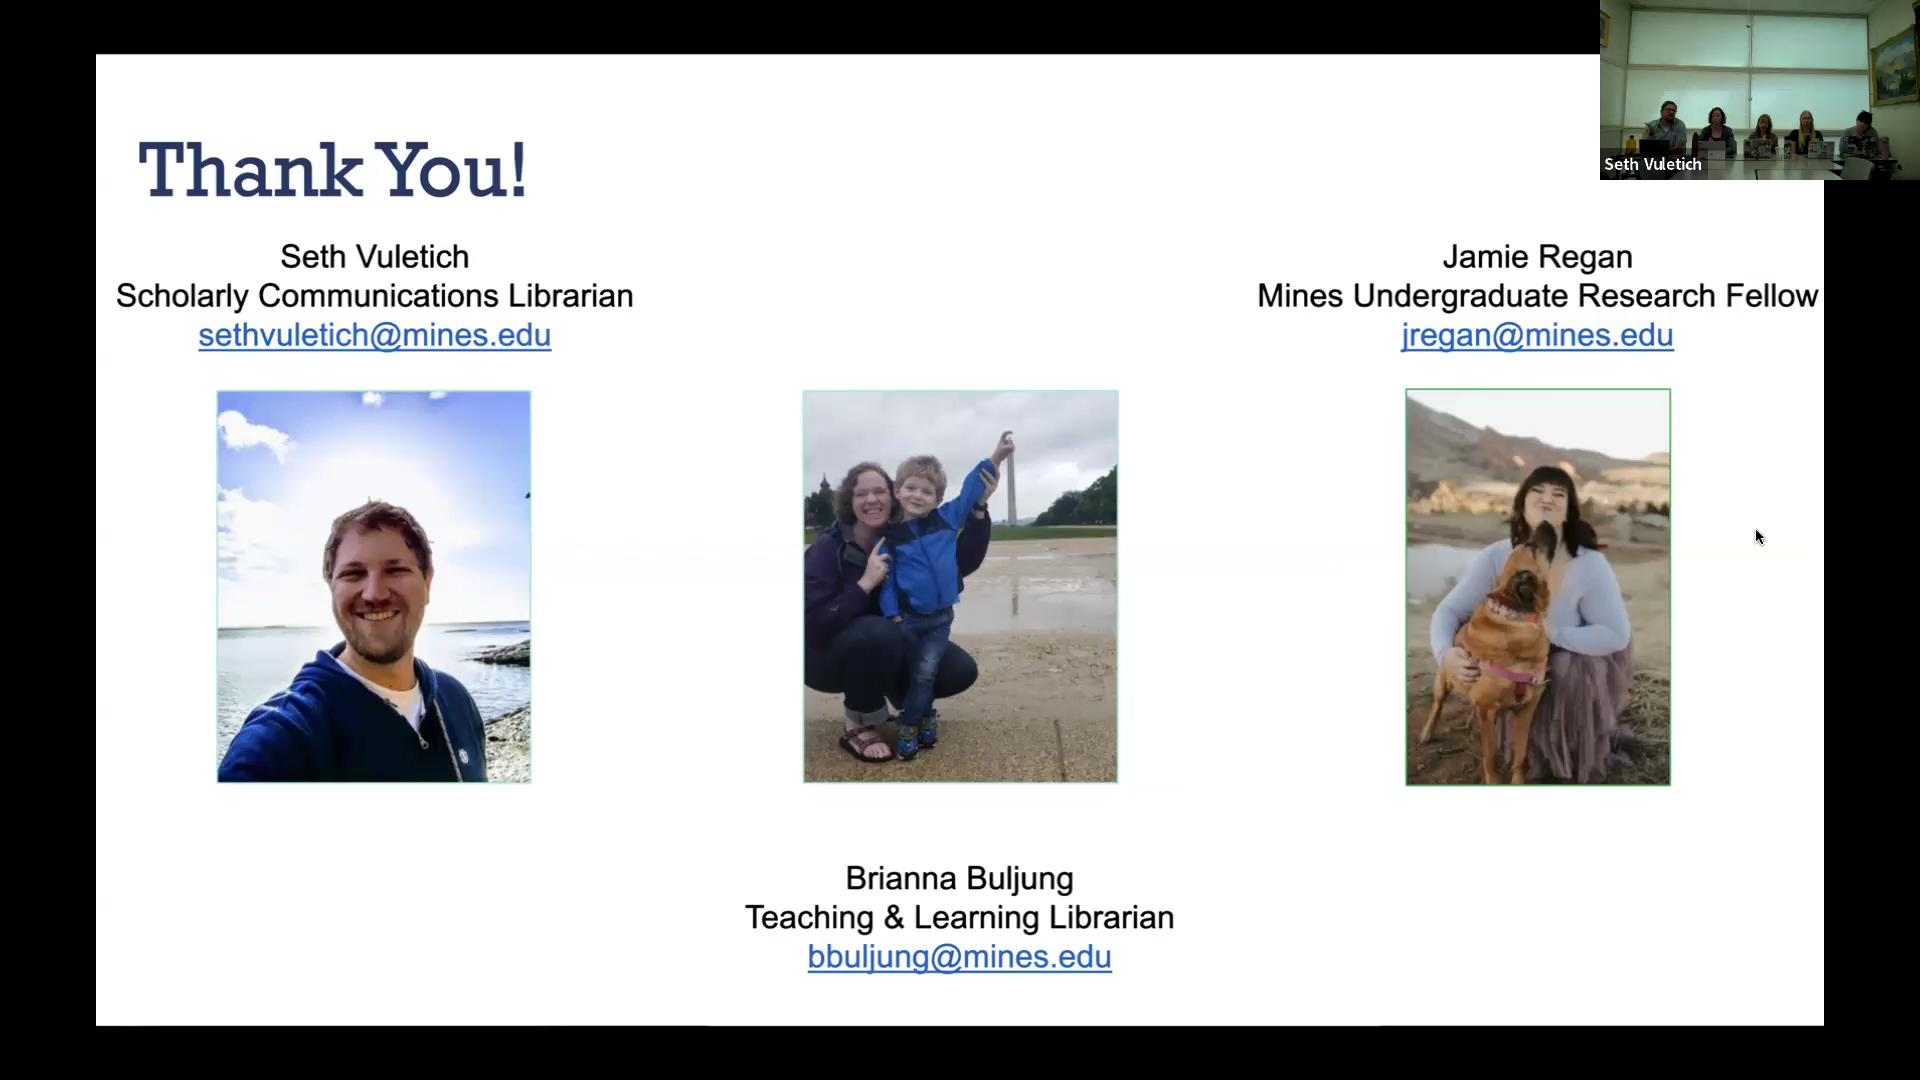 Thank You!
Seth Vuletich
Scholarly Communications Librarian
sethvuletich@mines.edu
Jamie Regan
Mines Undergraduate Research Fellow
jregan@mines.edu
Brianna Buljung
Teaching & Learning Librarian
bbuljung@mines.edu
Seth Vuletich